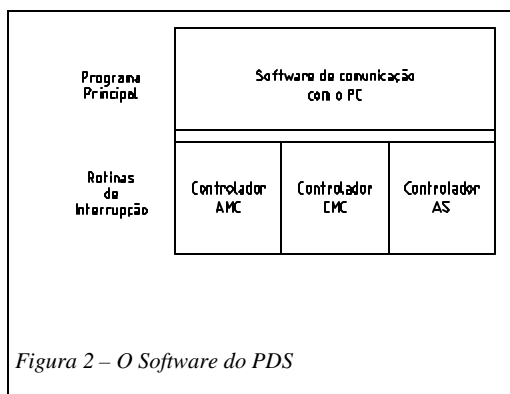 Programa
Principal
Software de comunicação
com o PC
Rotinas
de
Interrupção
Controlador
AMC
Controlador
CMC
Controlador
AS
Figura 2 – O Software do PDS